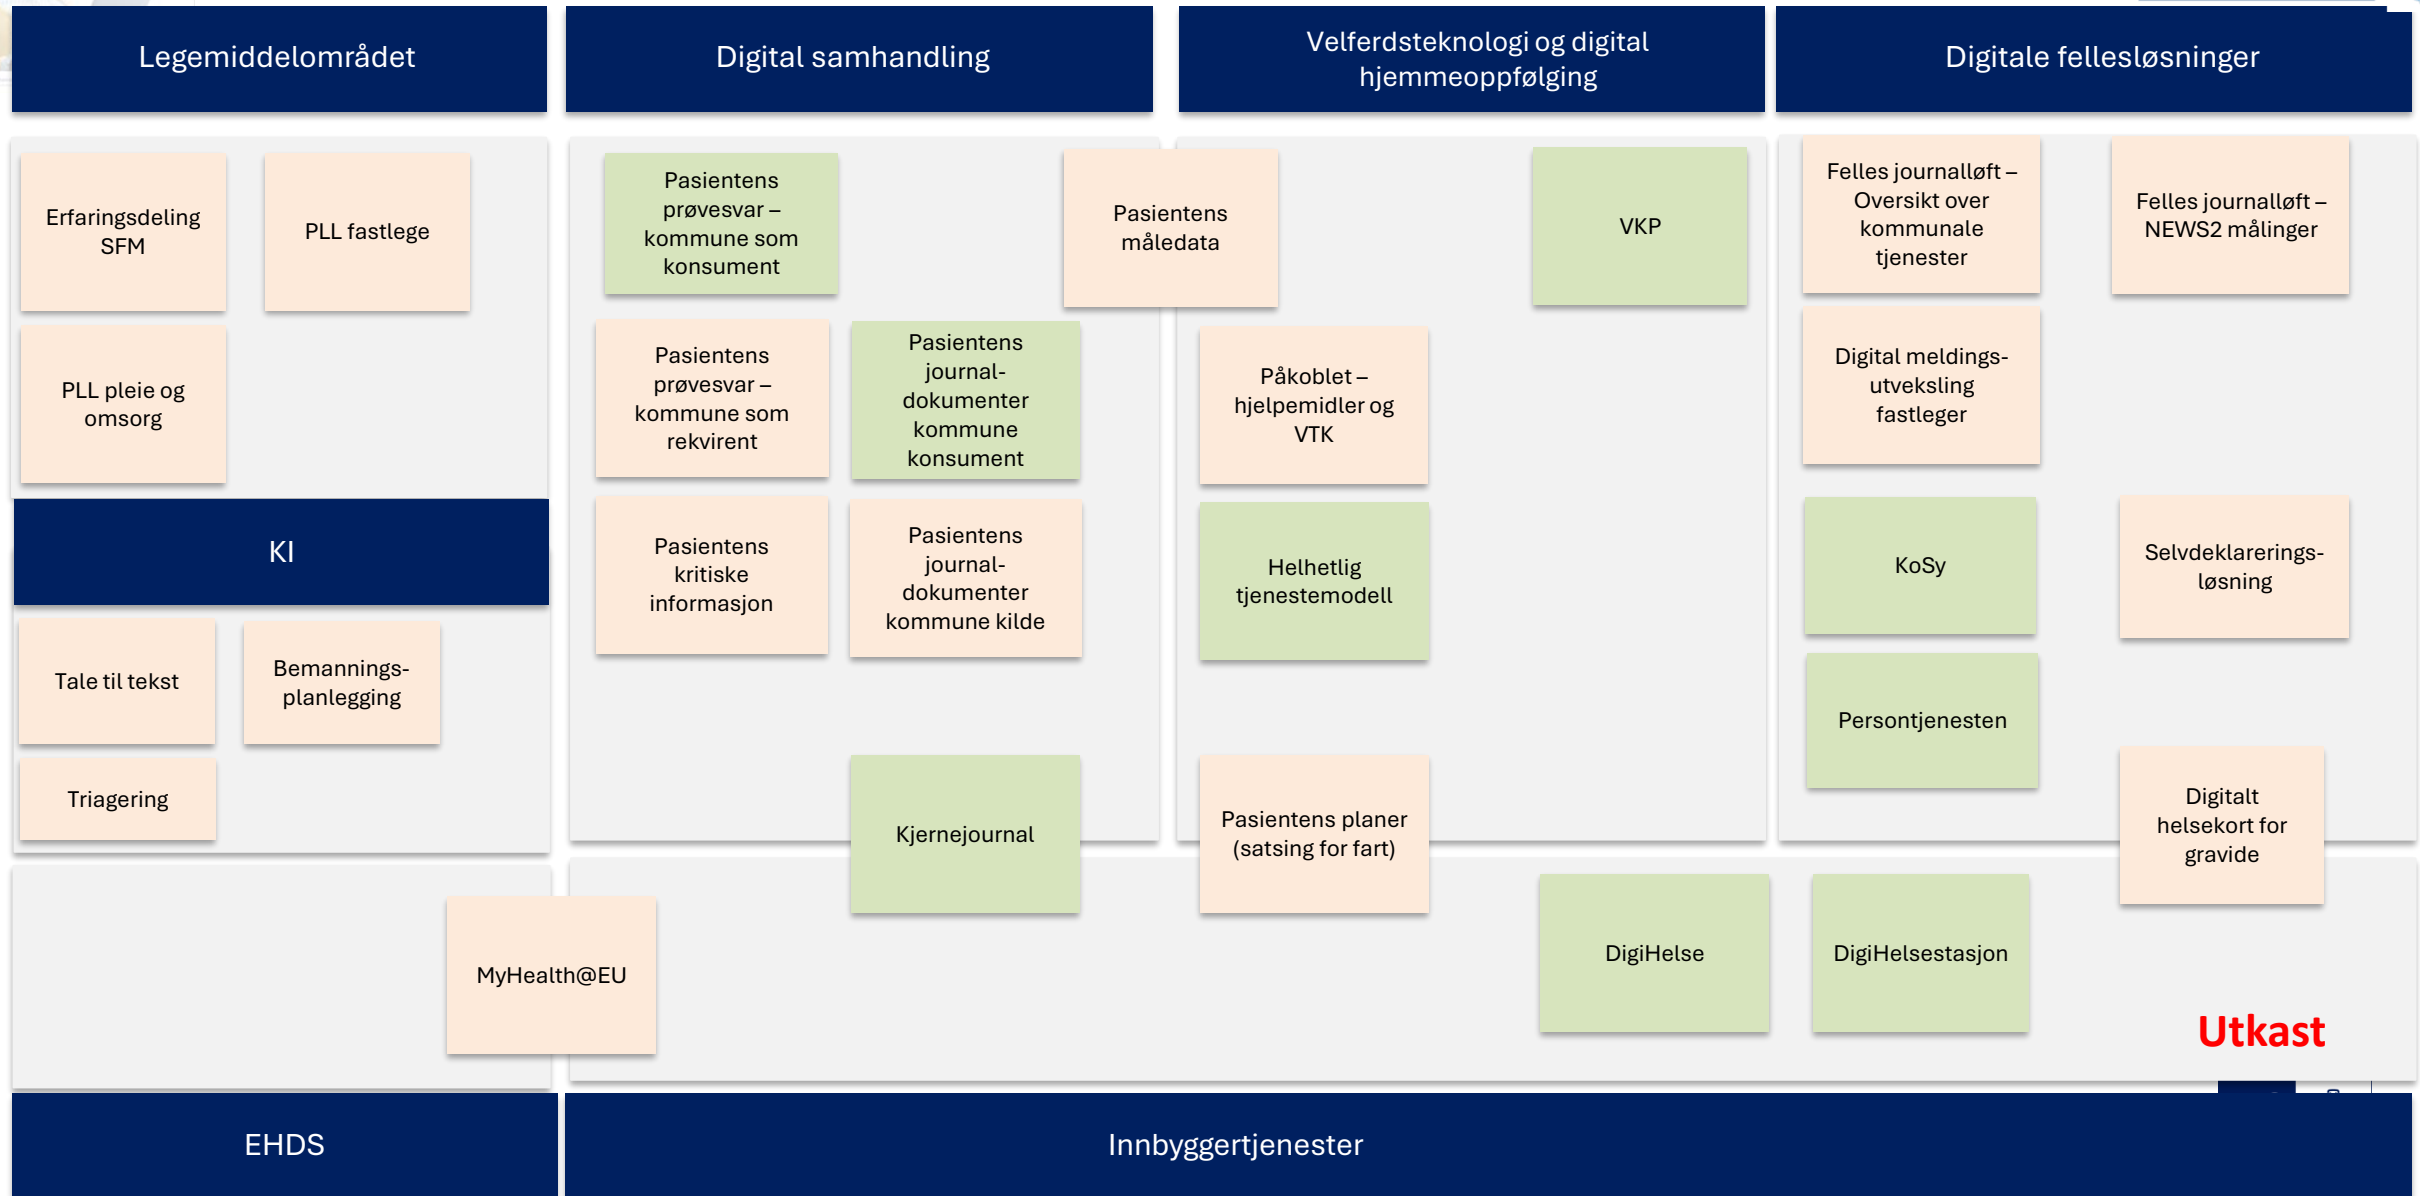 Legemiddelområdet
Digital samhandling
Velferdsteknologi og digital
hjemmeoppfølging
Digitale fellesløsninger
Erfaringsdeling
SFM
PLL fastlege
PLL pleie og
omsorg
KI
Tale til tekst
Bemannings-
planlegging
Triagering
Pasientens
prøvesvar –
kommune som
konsument
Pasientens
måledata
Pasientens
prøvesvar –
kommune som
rekvirent
Pasientens
journal-
dokumenter
kommune
konsument
Pasientens
kritiske
informasjon
Pasientens
journal-
dokumenter
kommune kilde
Kjernejournal
VKP
Påkoblet –
hjelpemidler og
VTK
Helhetlig
tjenestemodell
Pasientens planer
(satsing for fart)
Felles journalløft –
Oversikt over
kommunale
tjenester
Felles journalløft –
NEWS2 målinger
Digital meldings-
utveksling
fastleger
KoSy
Selvdeklarerings-
løsning
Persontjenesten
Digitalt
helsekort for
gravide
MyHealth@EU
DigiHelse
DigiHelsestasjon
Utkast
EHDS
Innbyggertjenester